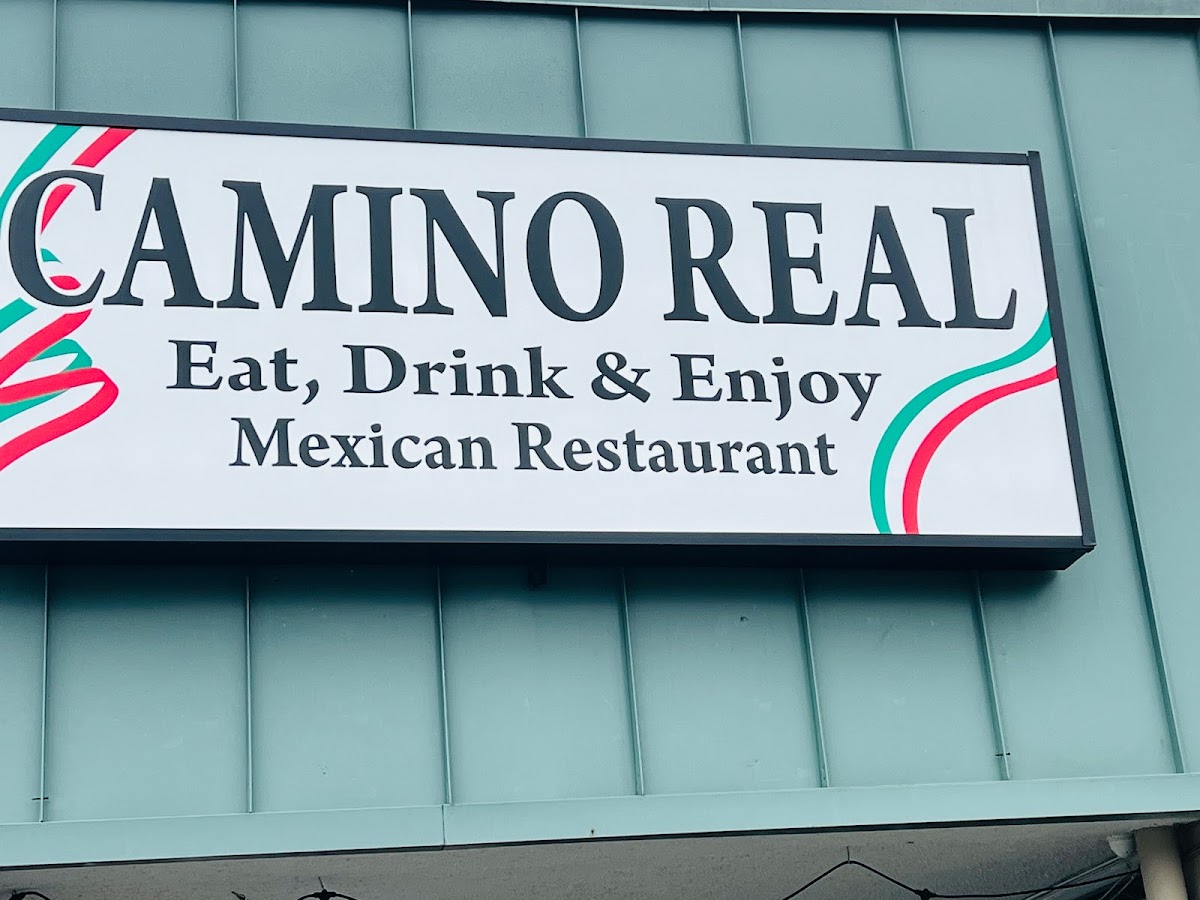 CAMINO REAL
Eat, Drink & Enjoy
Mexican Restaurant